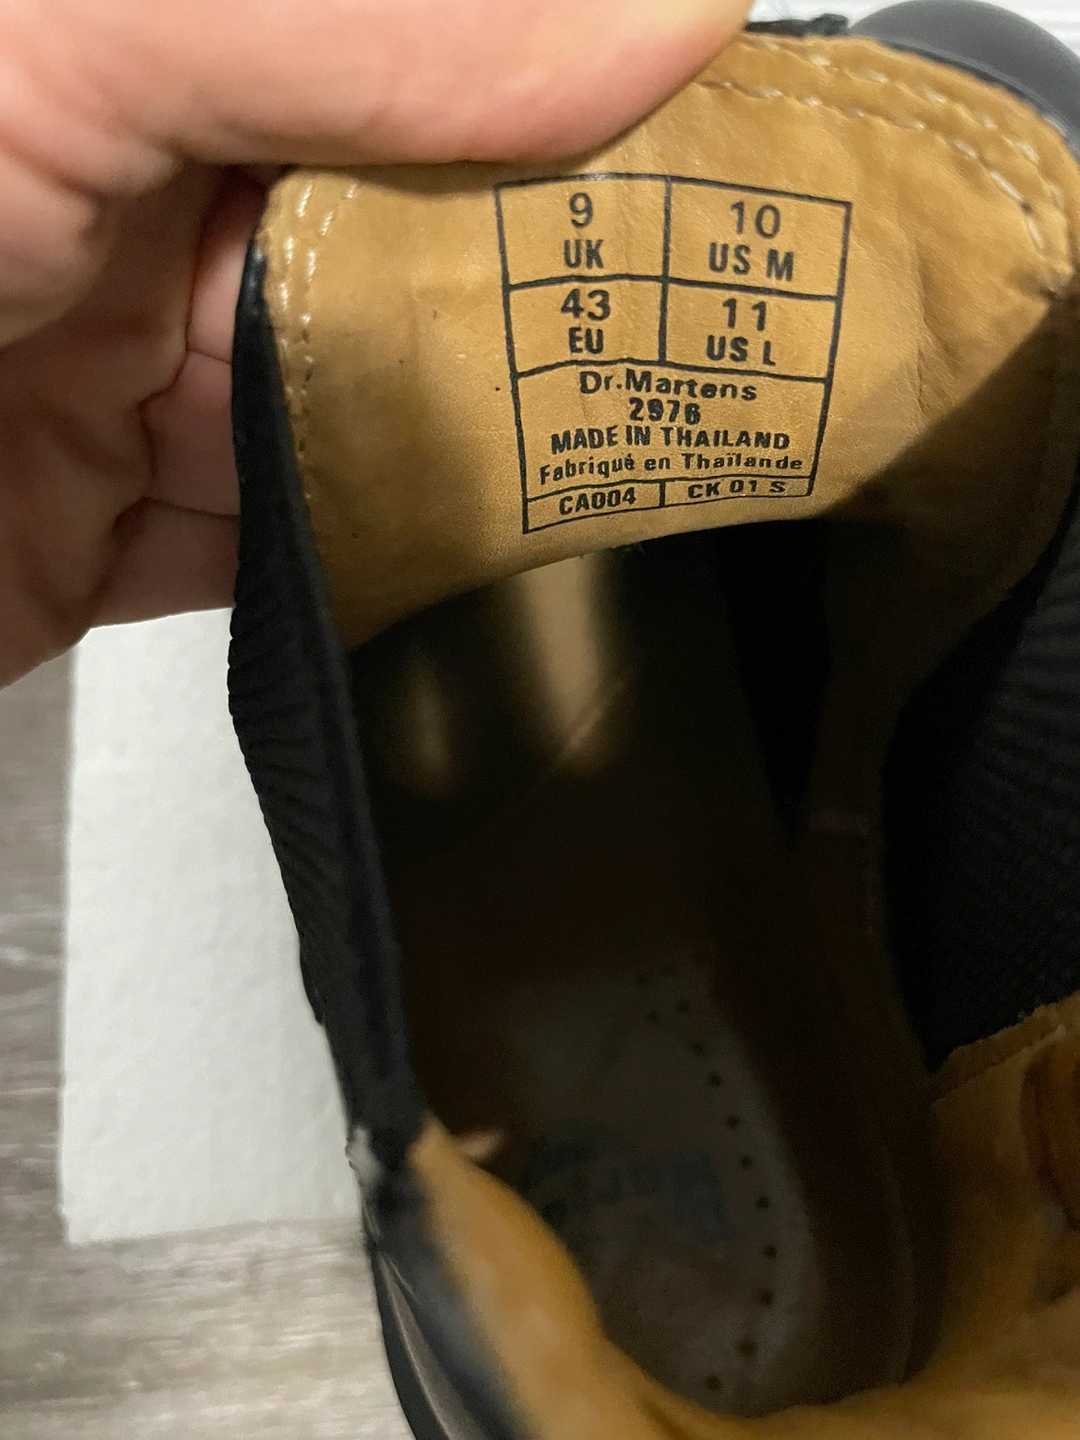 9 10
UK US M
43 11
EU US L
Dr.Martens
2976
MADE IN THAILAND
Fabriqué en Thaïlande
CA004 CK 01 S